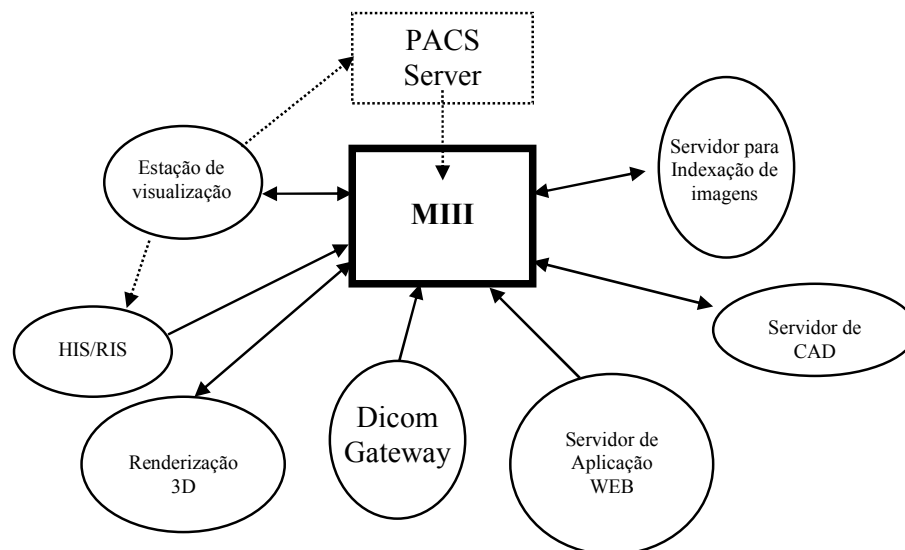 PACS
Server
Servidor para
Indexação de
imagens
Estação de
visualização
MIII
HIS/RIS
Servidor de
CAD
Dicom
Gateway
Renderização
3D
Servidor de
Aplicação
WEB